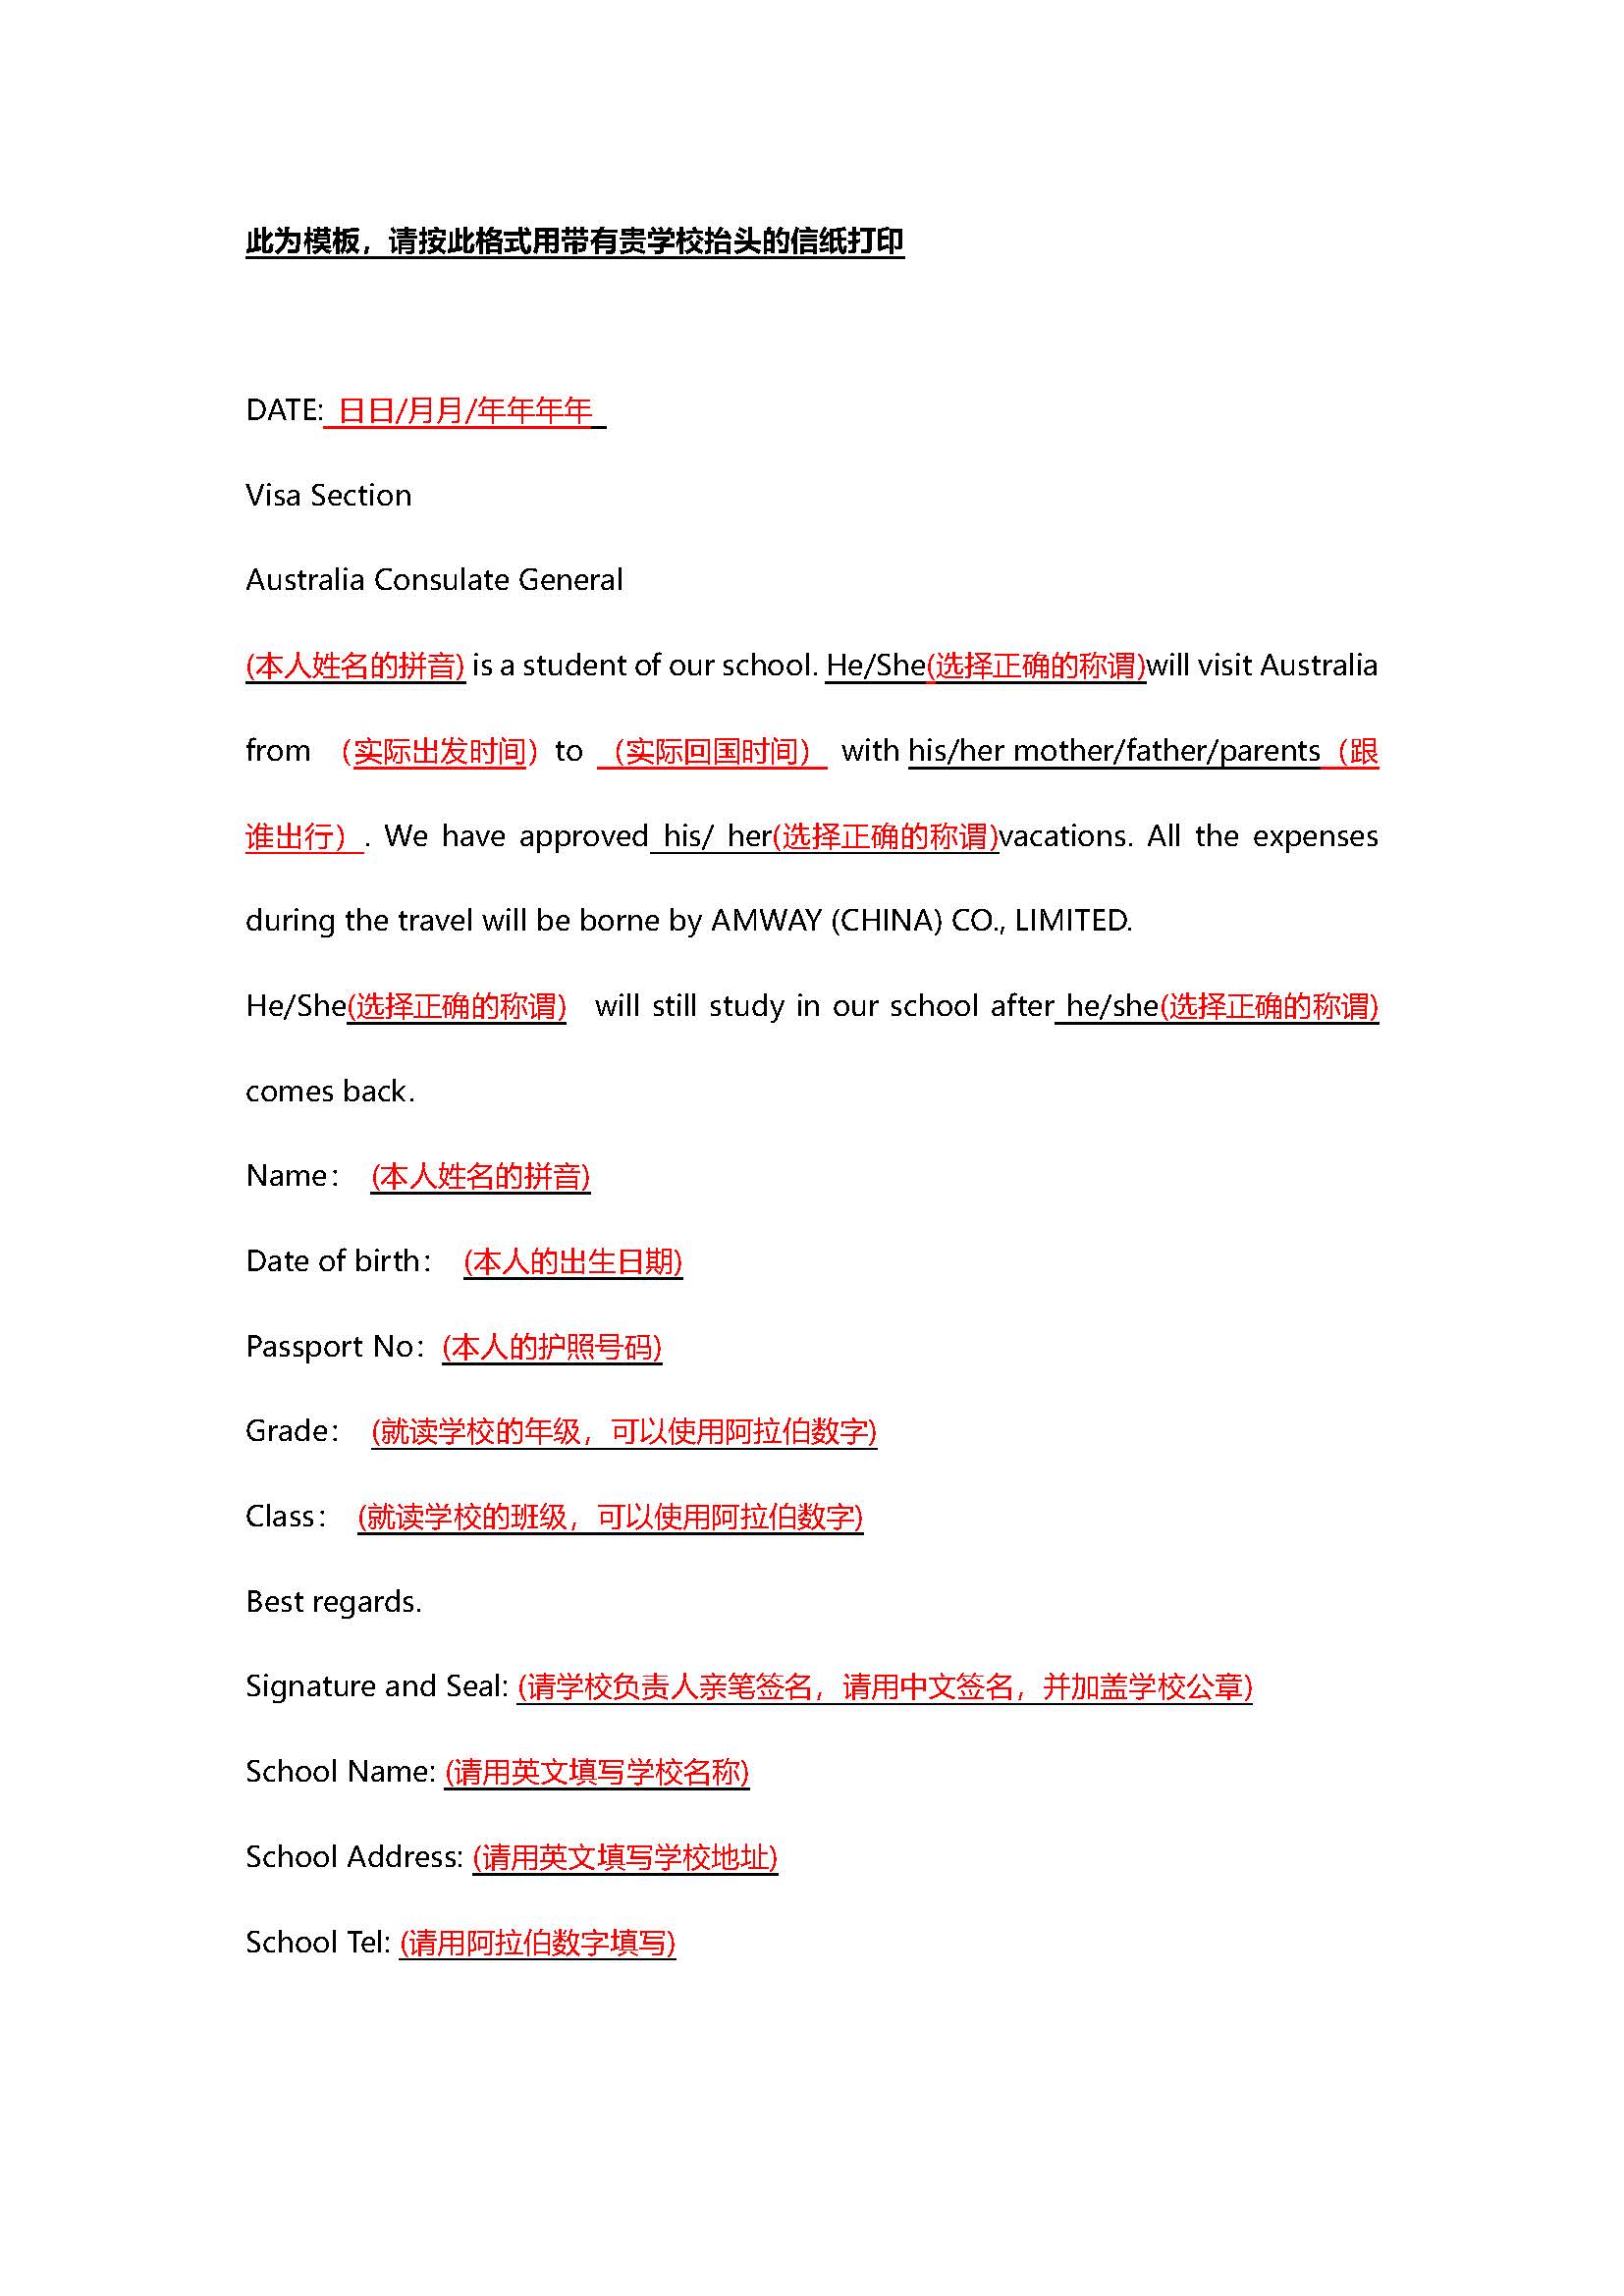 此为模板，请按此格式用带有贵学校抬头的信纸打印
DATE: 日日/月月/年年年年
Visa Section
Australia Consulate General
(本人姓名的拼音) is a student of our school. He/She(选择正确的称谓)will visit Australia
from （实际出发时间）to （实际回国时间） with his/her mother/father/parents（跟
谁出行）. We have approved his/ her(选择正确的称谓)vacations. All the expenses
during the travel will be borne by AMWAY (CHINA) CO., LIMITED.
He/She(选择正确的称谓) will still study in our school after he/she(选择正确的称谓)
comes back.
Name： (本人姓名的拼音)
Date of birth： (本人的出生日期)
Passport No：(本人的护照号码)
Grade： (就读学校的年级，可以使用阿拉伯数字)
Class： (就读学校的班级，可以使用阿拉伯数字)
Best regards.
Signature and Seal: (请学校负责人亲笔签名，请用中文签名，并加盖学校公章)
School Name: (请用英文填写学校名称)
School Address: (请用英文填写学校地址)
School Tel: (请用阿拉伯数字填写)